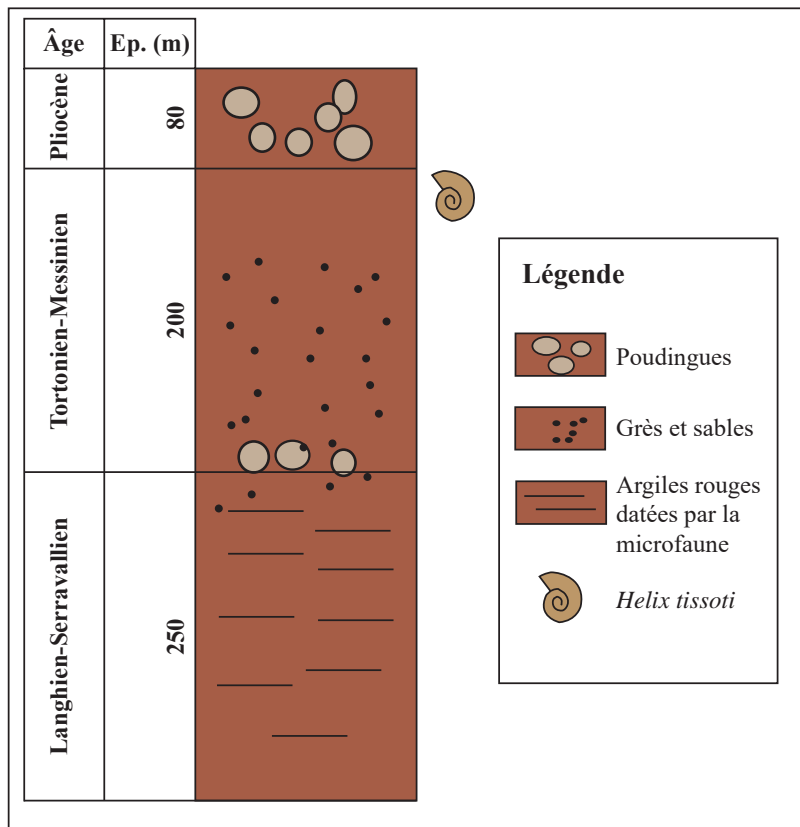 Âge
Ep. (m)
Pliocène
80
Tortonien-Messinien
200
Langhien-Serravallien
250
Légende
Poudingues
Grès et sables
Argiles rouges
datées par la
microfaune
Helix tissoti